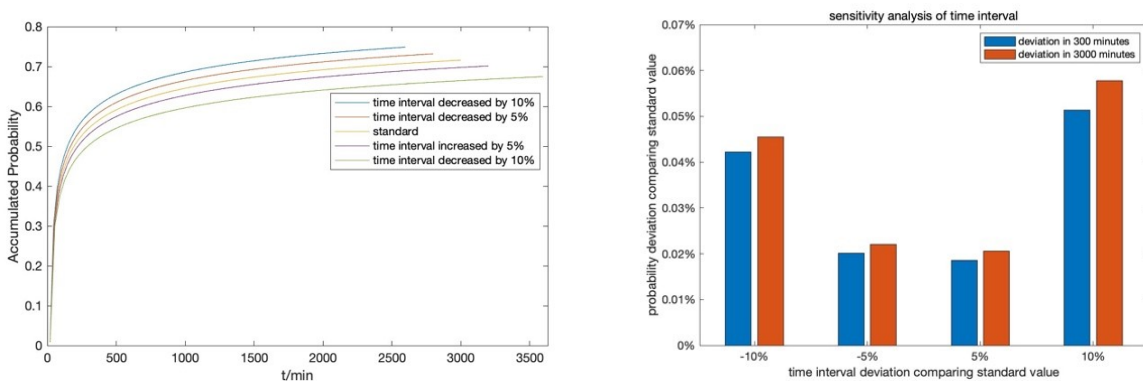 0.8
0.7
0.6
0.5
0.4
0.3
0.2
0.1
0
Accumulated Probability
0 500 1000 1500 2000 2500 3000 3500
t/min
time interval decreased by 10%
time interval decreased by 5%
standard
time interval increased by 5%
time interval decreased by 10%
sensitivity analysis of time interval
0.07%
0.06%
0.05%
0.04%
0.03%
0.02%
0.01%
0%
probability deviation comparing standard value
deviation in 300 minutes
deviation in 3000 minutes
-10% -5% 5% 10%
time interval deviation comparing standard value